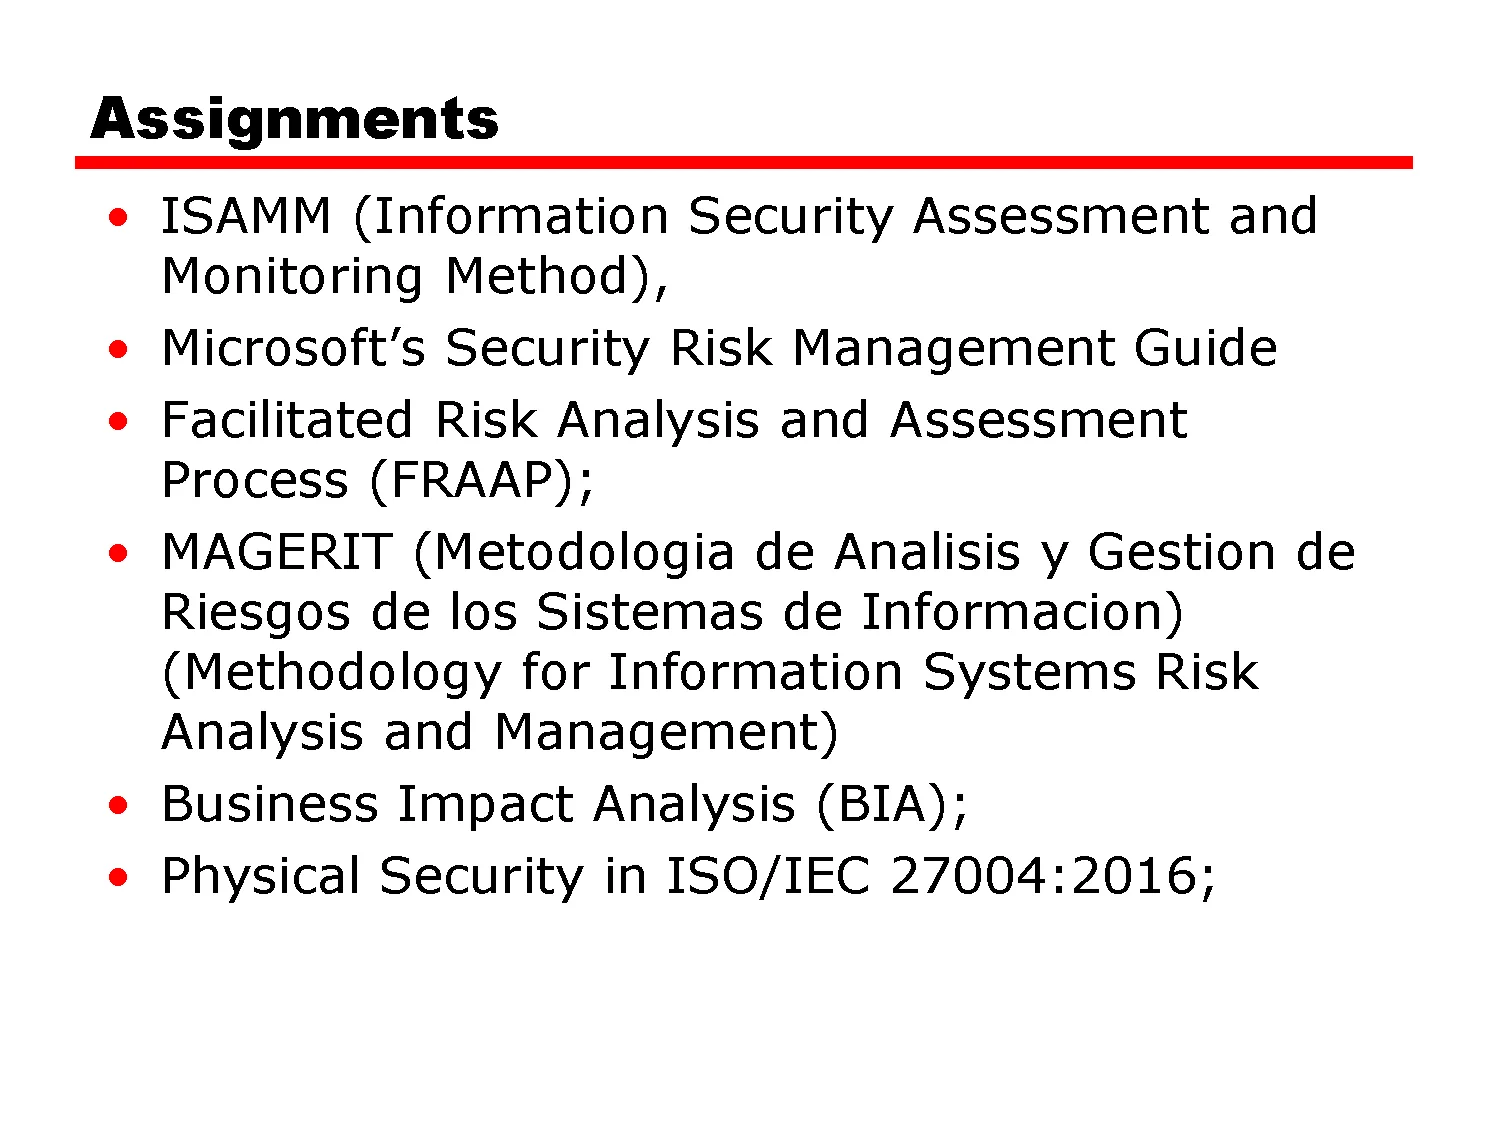 Assignments
• ISAMM (Information Security Assessment and
Monitoring Method),
• Microsoft’s Security Risk Management Guide
• Facilitated Risk Analysis and Assessment
Process (FRAAP);
• MAGERIT (Metodologia de Analisis y Gestion de
Riesgos de los Sistemas de Informacion)
(Methodology for Information Systems Risk
Analysis and Management)
• Business Impact Analysis (BIA);
• Physical Security in ISO/IEC 27004:2016;